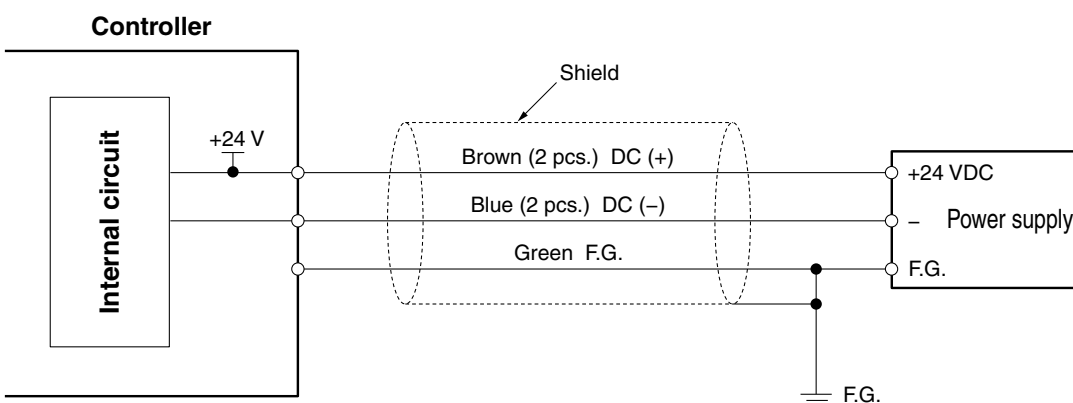 Controller
Shield
Internal circuit
+24 V
Brown (2 pcs.) DC (+)
+24 VDC
Blue (2 pcs.) DC (−)
− Power supply
Green F.G.
F.G.
F.G.